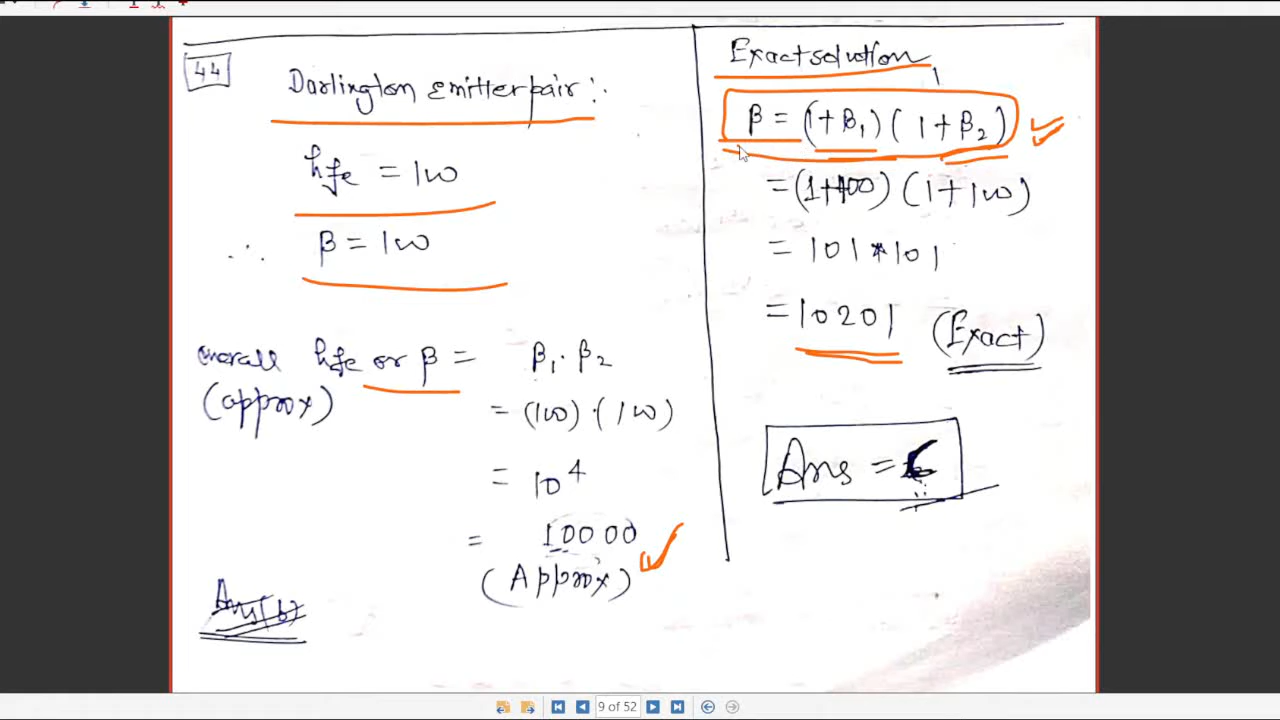 44
Darlington Emitter pair :.
hfe = 100
∴ β = 100
overall hfe or β = β1 · β2
(approx)
= (100) · (100)
= 10^4
= 10000
(Approx)
Ans(b)
Exact solution
β = (1+β1) (1+β2)
= (1+100) (1+100)
= 101 * 101
= 10201 (Exact)
Ans =
9 of 52